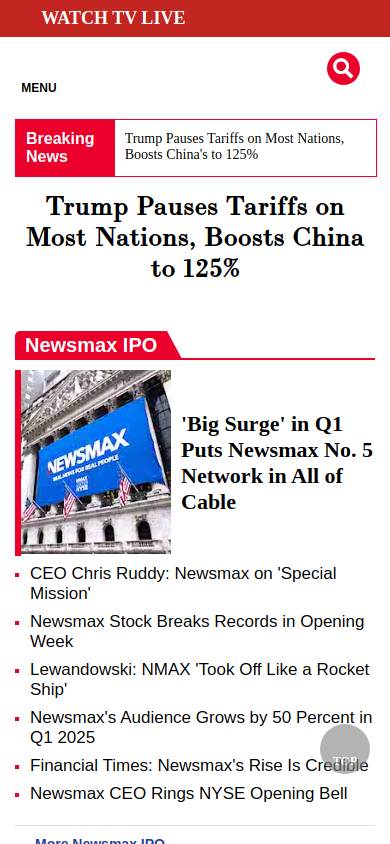 WATCH TV LIVE
MENU
Breaking
News
Trump Pauses Tariffs on Most Nations,
Boosts China's to 125%
Trump Pauses Tariffs on
Most Nations, Boosts China
to 125%
Newsmax IPO
NEWSMAX
REAL NEWS FOR REAL PEOPLE
NYSE
'Big Surge' in Q1
Puts Newsmax No. 5
Network in All of
Cable
CEO Chris Ruddy: Newsmax on 'Special
Mission'
Newsmax Stock Breaks Records in Opening
Week
Lewandowski: NMAX 'Took Off Like a Rocket
Ship'
Newsmax's Audience Grows by 50 Percent in
Q1 2025
TOP
Financial Times: Newsmax's Rise Is Credible
Newsmax CEO Rings NYSE Opening Bell
More Newsmax IPO